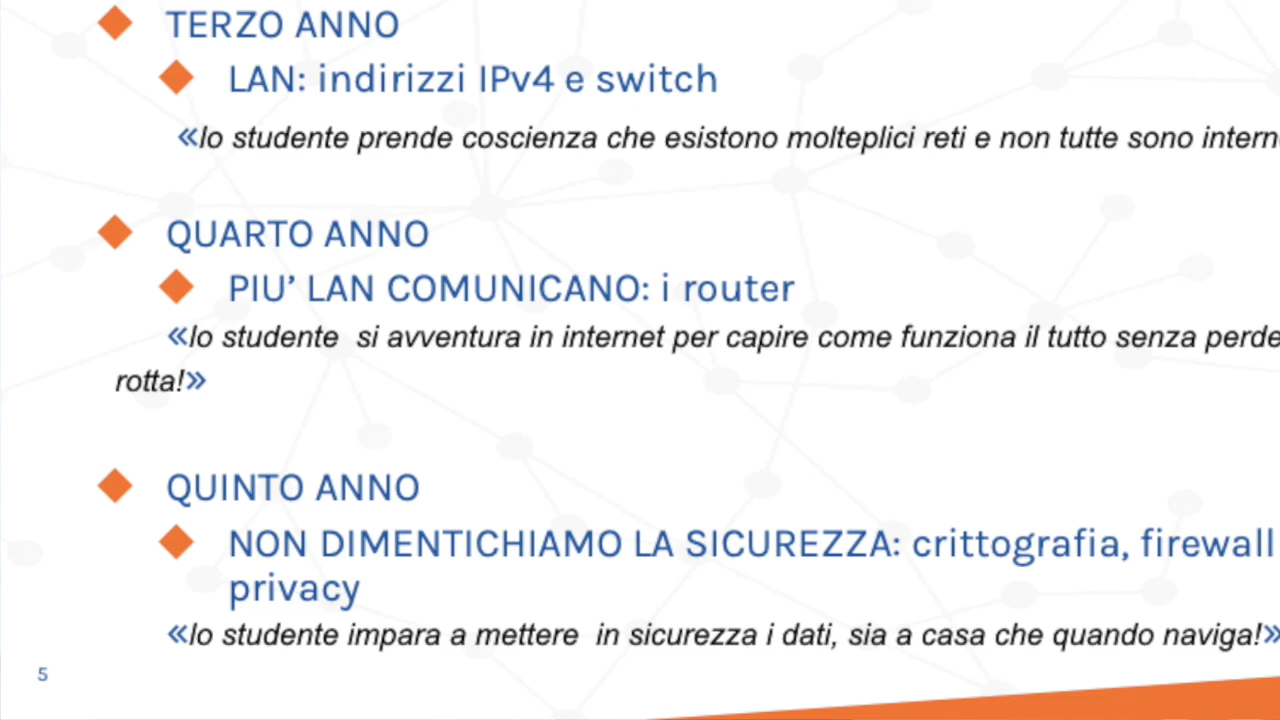 TERZO ANNO
LAN: indirizzi IPv4 e switch
«lo studente prende coscienza che esistono molteplici reti e non tutte sono intern
QUARTO ANNO
PIU’ LAN COMUNICANO: i router
«lo studente  si avventura in internet per capire come funziona il tutto senza perde
rotta!»
QUINTO ANNO
NON DIMENTICHIAMO LA SICUREZZA: crittografia, firewall
privacy
«lo studente impara a mettere  in sicurezza i dati, sia a casa che quando naviga!»
5